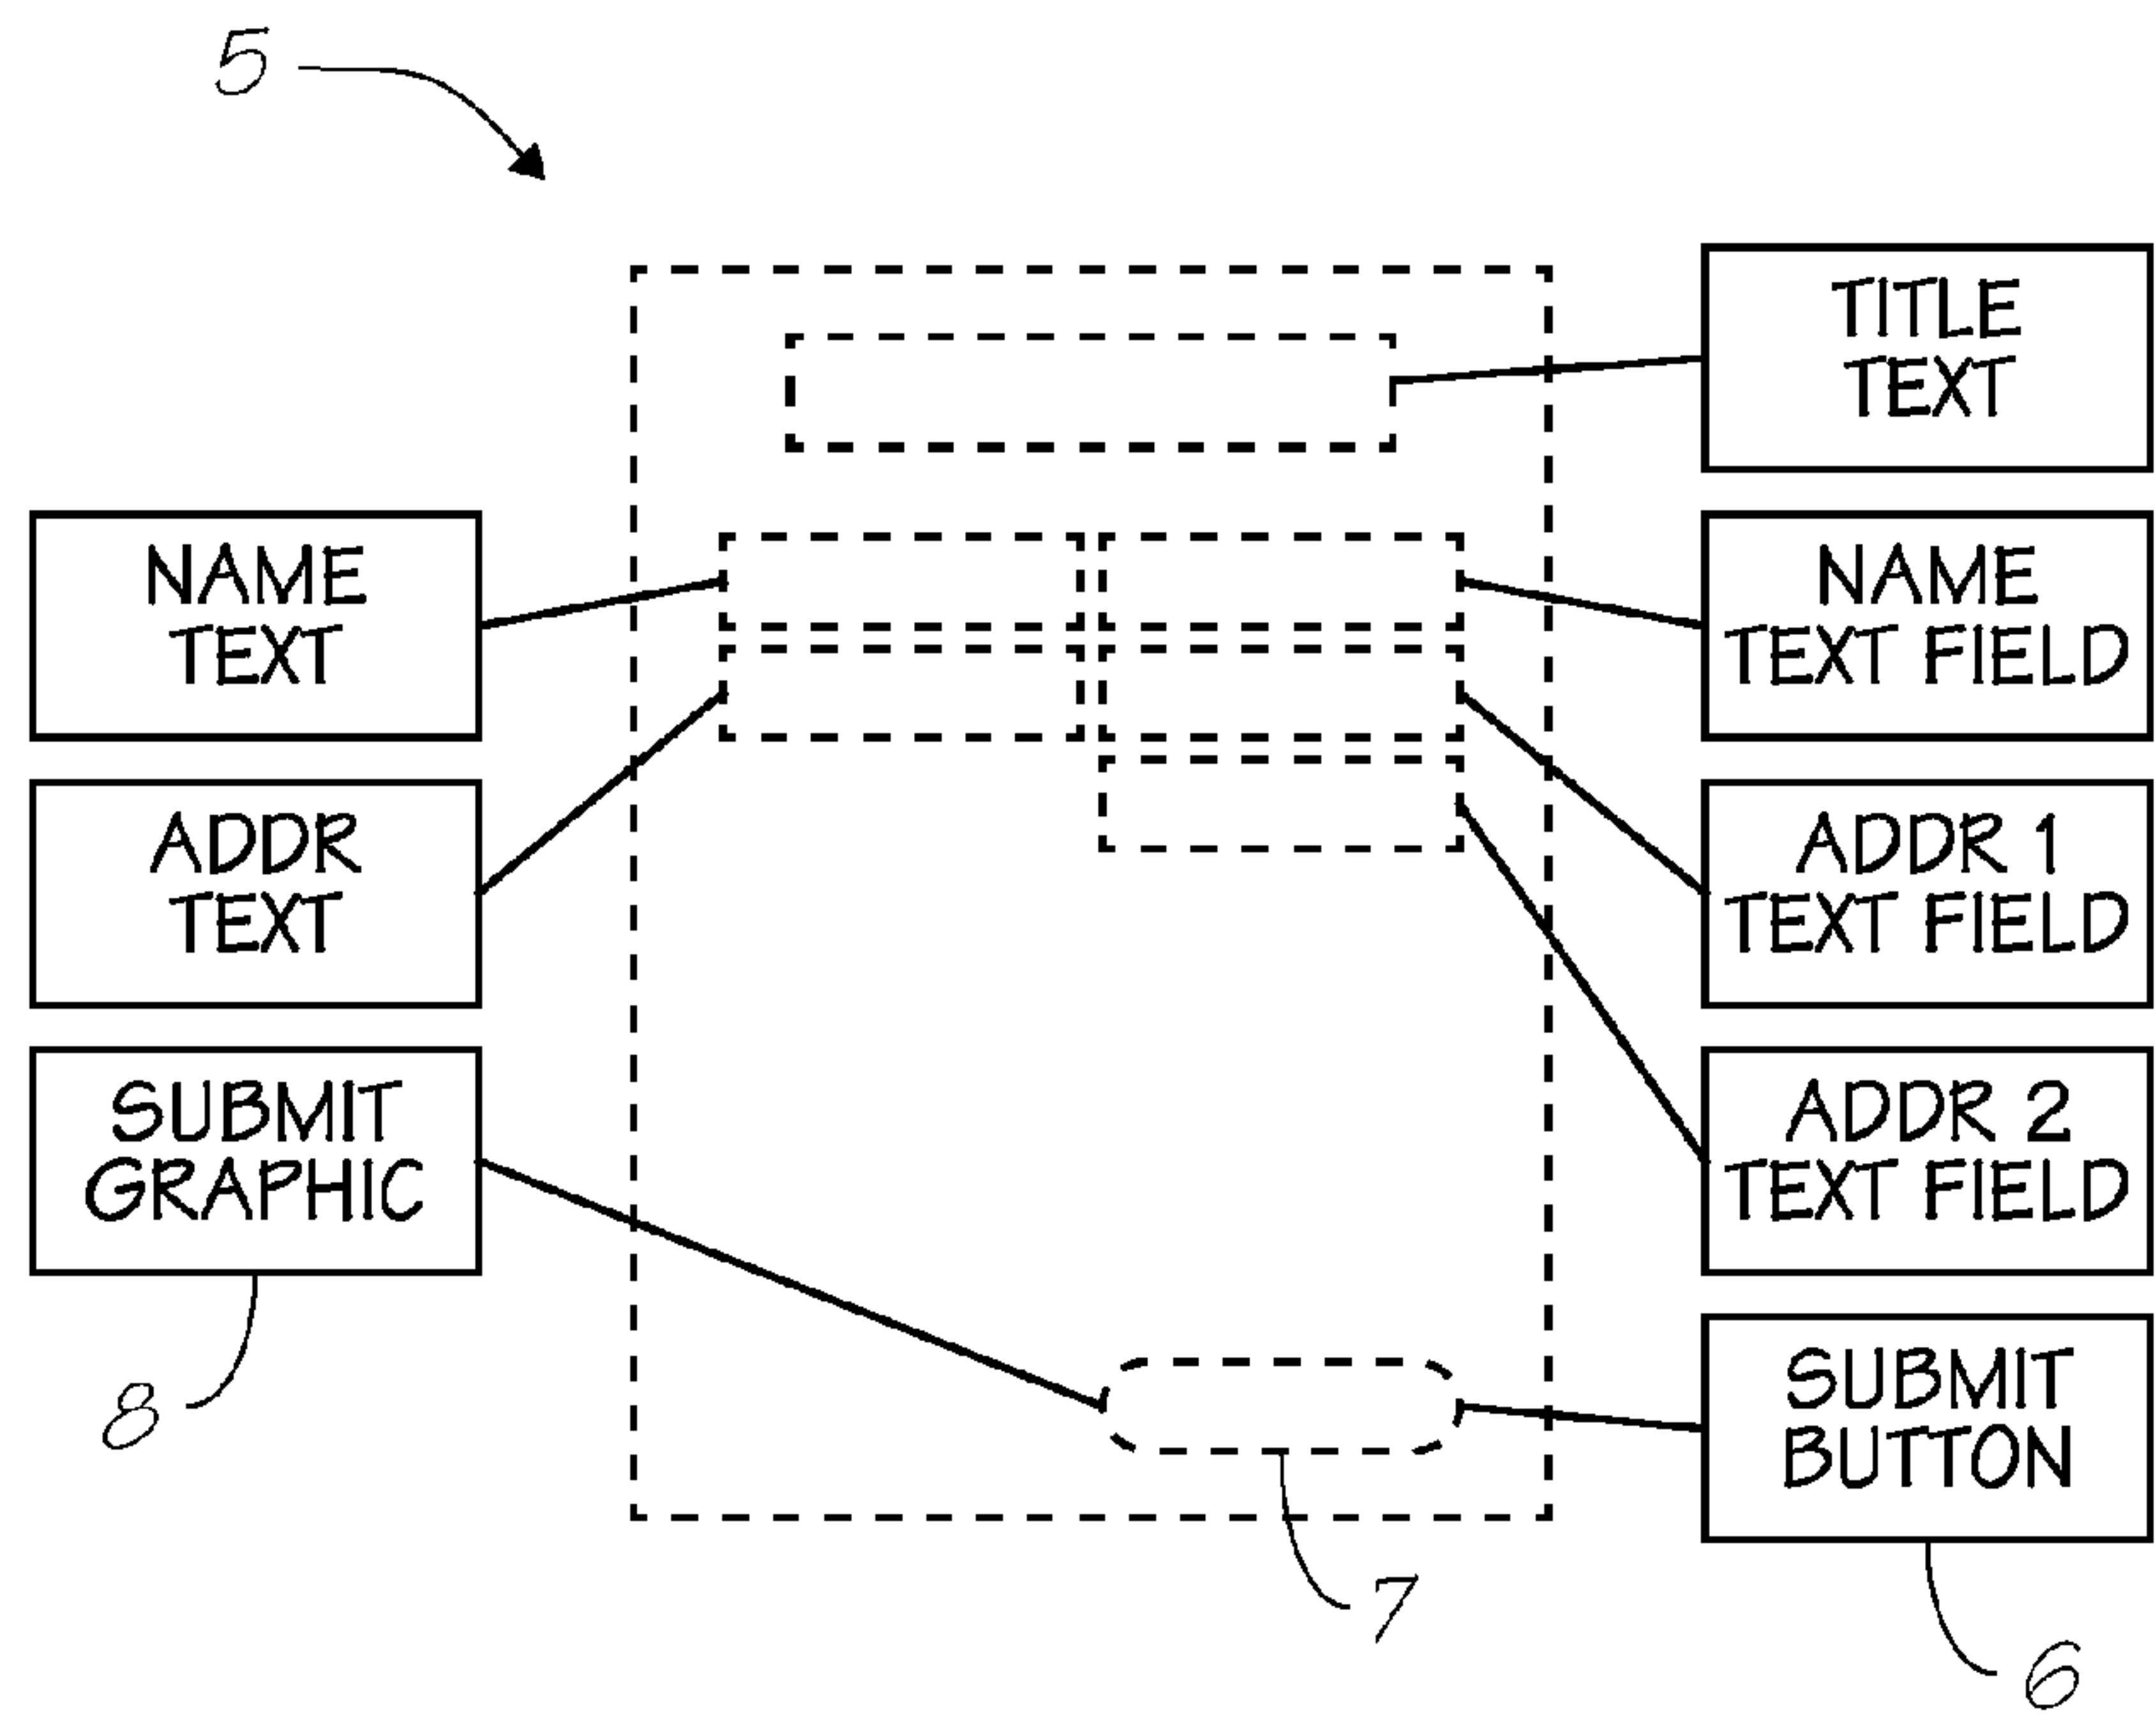 5
TITLE
TEXT
NAME
TEXT
NAME
TEXT FIELD
ADDR
TEXT
ADDR 1
TEXT FIELD
SUBMIT
GRAPHIC
ADDR 2
TEXT FIELD
SUBMIT
BUTTON
8
7
6